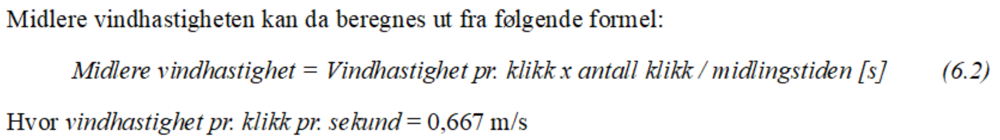 Midlere vindhastigheten kan da beregnes ut fra følgende formel:
Midlere vindhastighet = Vindhastighet pr. klikk x antall klikk / midlingstiden [s] (6.2)
Hvor vindhastighet pr. klikk pr. sekund = 0,667 m/s